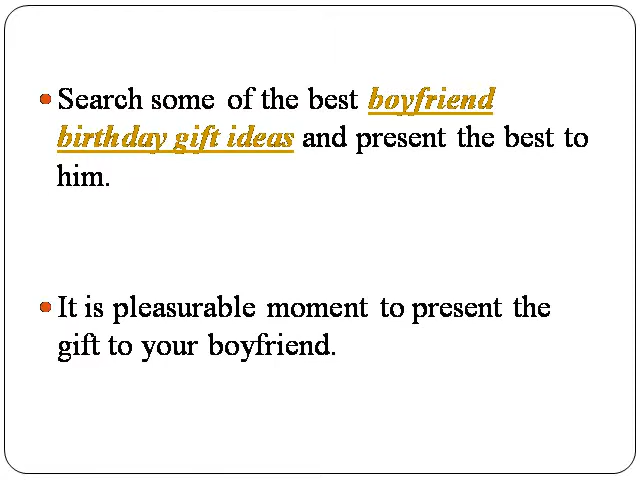 Search some of the best boyfriend
birthday gift ideas and present the best to
him.
It is pleasurable moment to present the
gift to your boyfriend.